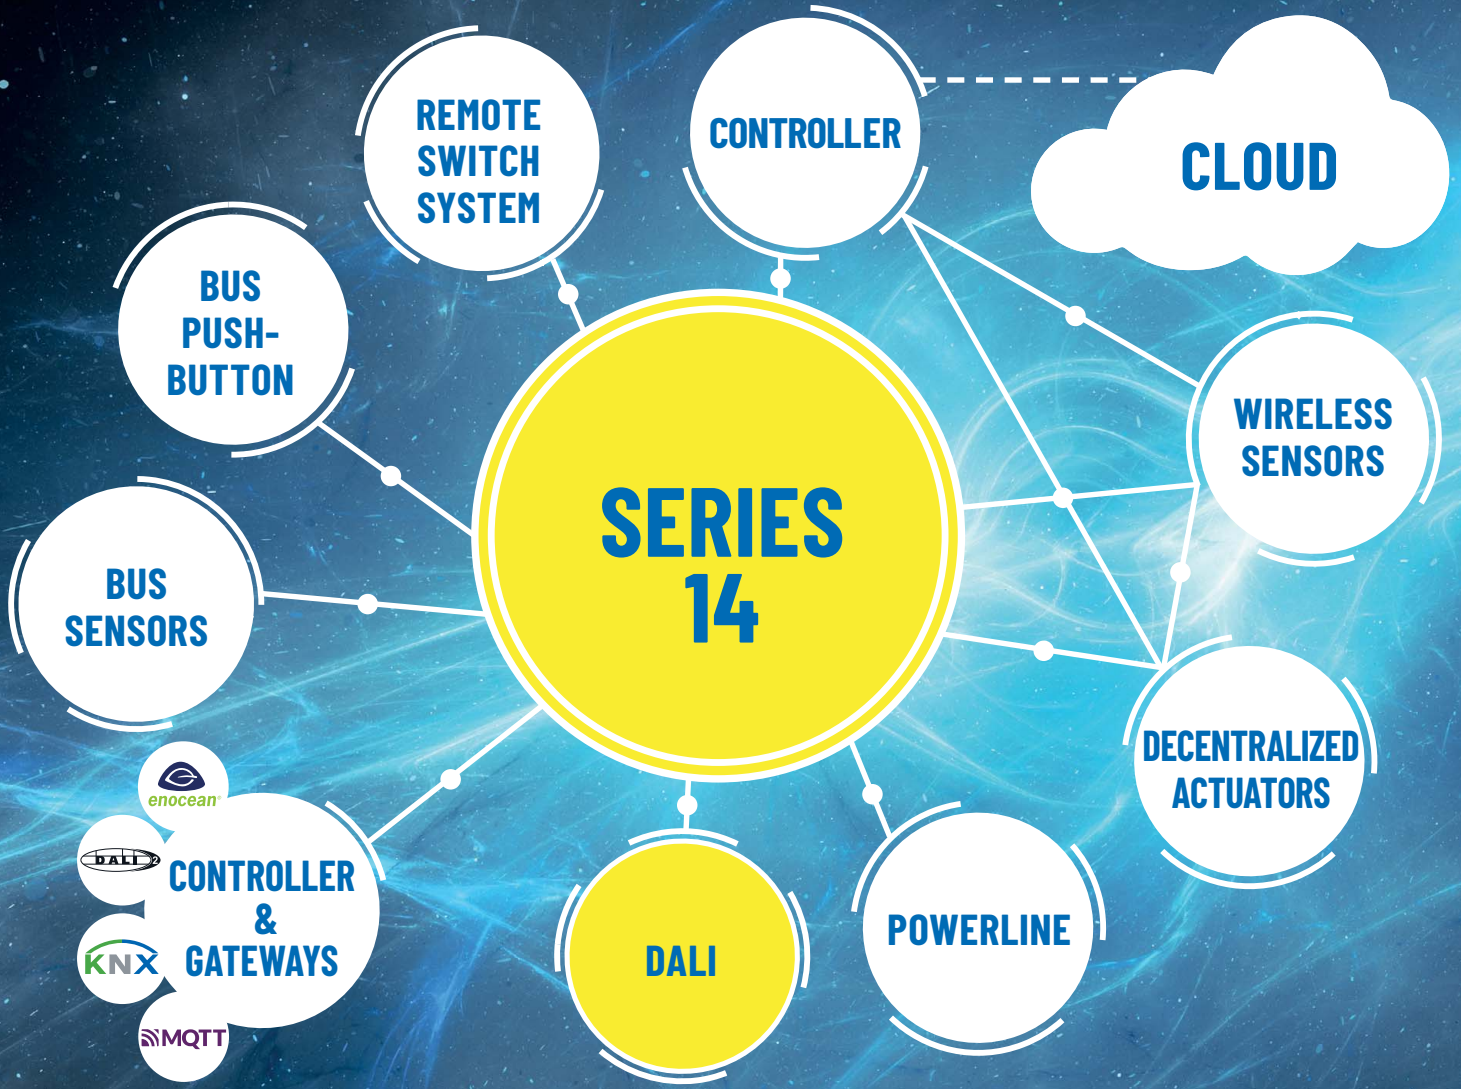 REMOTE
SWITCH
SYSTEM
CONTROLLER
CLOUD
BUS
PUSH-
BUTTON
WIRELESS
SENSORS
SERIES
14
BUS
SENSORS
DECENTRALIZED
ACTUATORS
enocean®
DALI 2
KNX
MQTT
CONTROLLER
&
GATEWAYS
DALI
POWERLINE